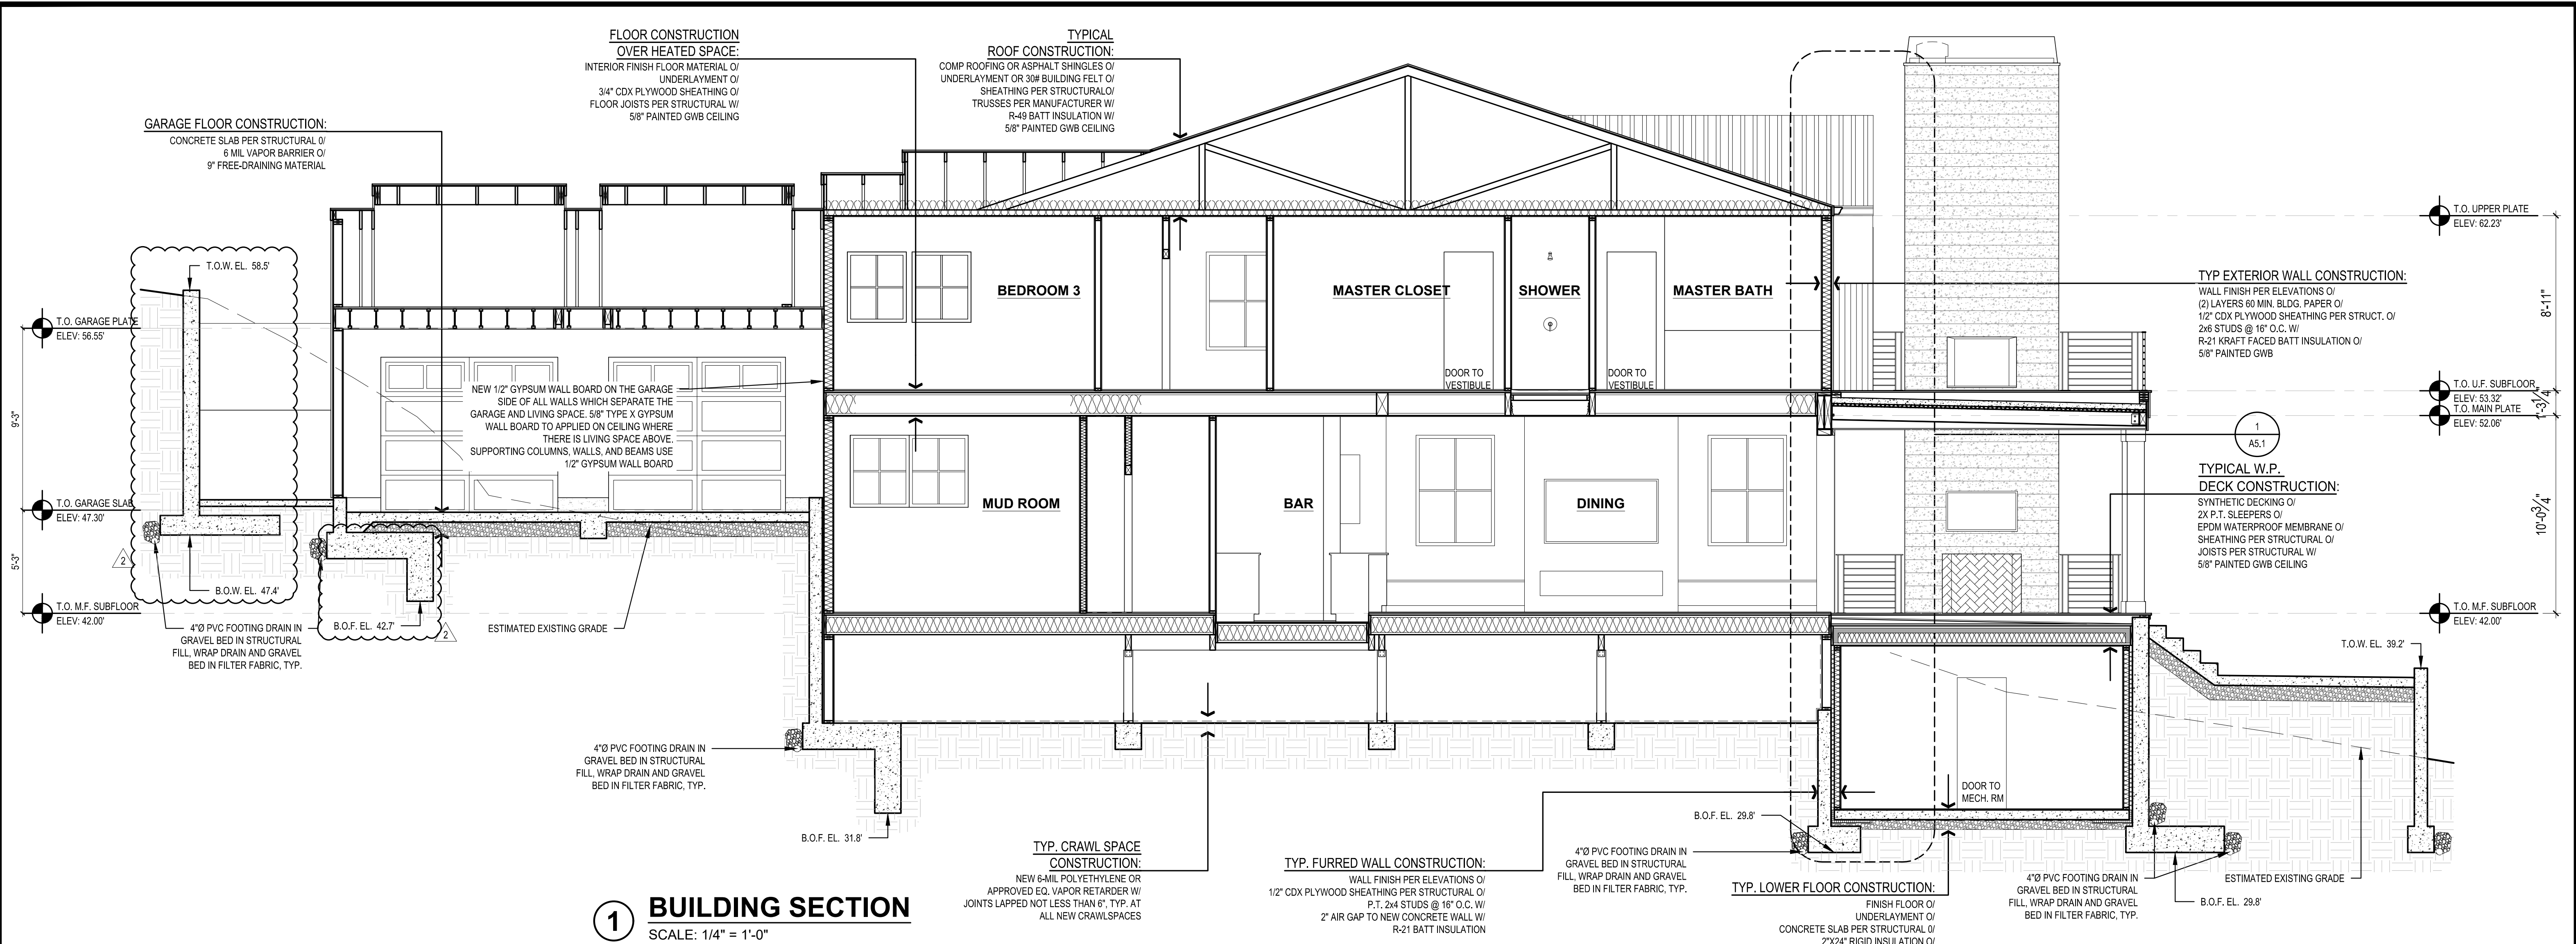 FLOOR CONSTRUCTION
OVER HEATED SPACE:
INTERIOR FINISH FLOOR MATERIAL O/
UNDERLAYMENT O/
3/4" CDX PLYWOOD SHEATHING O/
FLOOR JOISTS PER STRUCTURAL W/
5/8" PAINTED GWB CEILING
TYPICAL
ROOF CONSTRUCTION:
COMP ROOFING OR ASPHALT SHINGLES O/
UNDERLAYMENT OR 30# BUILDING FELT O/
SHEATHING PER STRUCTURALO/
TRUSSES PER MANUFACTURER W/
R-49 BATT INSULATION W/
5/8" PAINTED GWB CEILING
GARAGE FLOOR CONSTRUCTION:
CONCRETE SLAB PER STRUCTURAL 0/
6 MIL VAPOR BARRIER O/
9" FREE-DRAINING MATERIAL
T.O. UPPER PLATE
ELEV: 62.23'
T.O.W. EL. 58.5'
TYP EXTERIOR WALL CONSTRUCTION:
WALL FINISH PER ELEVATIONS O/
(2) LAYERS 60 MIN. BLDG. PAPER O/
1/2" CDX PLYWOOD SHEATHING PER STRUCT. O/
2x6 STUDS @ 16" O.C. W/
R-21 KRAFT FACED BATT INSULATION O/
5/8" PAINTED GWB
8'-11"
BEDROOM 3
MASTER CLOSET
SHOWER
MASTER BATH
T.O. GARAGE PLATE
ELEV: 56.55'
DOOR TO
VESTIBULE
DOOR TO
VESTIBULE
NEW 1/2" GYPSUM WALL BOARD ON THE GARAGE
SIDE OF ALL WALLS WHICH SEPARATE THE
GARAGE AND LIVING SPACE. 5/8" TYPE X GYPSUM
WALL BOARD TO APPLIED ON CEILING WHERE
THERE IS LIVING SPACE ABOVE.
SUPPORTING COLUMNS, WALLS, AND BEAMS USE
1/2" GYPSUM WALL BOARD
T.O. U.F. SUBFLOOR
ELEV: 53.32'
T.O. MAIN PLATE
ELEV: 52.06'
1'-3 1/4"
9'-3"
1
A5.1
TYPICAL W.P.
DECK CONSTRUCTION:
SYNTHETIC DECKING O/
2X P.T. SLEEPERS O/
EPDM WATERPROOF MEMBRANE O/
SHEATHING PER STRUCTURAL O/
JOISTS PER STRUCTURAL W/
5/8" PAINTED GWB CEILING
10'-0 3/4"
T.O. GARAGE SLAB
ELEV: 47.30'
MUD ROOM
BAR
DINING
5'-3"
2
B.O.W. EL. 47.4'
T.O. M.F. SUBFLOOR
ELEV: 42.00'
T.O. M.F. SUBFLOOR
ELEV: 42.00'
4"Ø PVC FOOTING DRAIN IN
GRAVEL BED IN STRUCTURAL
FILL, WRAP DRAIN AND GRAVEL
BED IN FILTER FABRIC, TYP.
B.O.F. EL. 42.7'
2
ESTIMATED EXISTING GRADE
T.O.W. EL. 39.2'
4"Ø PVC FOOTING DRAIN IN
GRAVEL BED IN STRUCTURAL
FILL, WRAP DRAIN AND GRAVEL
BED IN FILTER FABRIC, TYP.
DOOR TO
MECH. RM
B.O.F. EL. 31.8'
B.O.F. EL. 29.8'
TYP. CRAWL SPACE
CONSTRUCTION:
NEW 6-MIL POLYETHYLENE OR
APPROVED EQ. VAPOR RETARDER W/
JOINTS LAPPED NOT LESS THAN 6", TYP. AT
ALL NEW CRAWLSPACES
TYP. FURRED WALL CONSTRUCTION:
WALL FINISH PER ELEVATIONS O/
1/2" CDX PLYWOOD SHEATHING PER STRUCTURAL O/
P.T. 2x4 STUDS @ 16" O.C. W/
2" AIR GAP TO NEW CONCRETE WALL W/
R-21 BATT INSULATION
4"Ø PVC FOOTING DRAIN IN
GRAVEL BED IN STRUCTURAL
FILL, WRAP DRAIN AND GRAVEL
BED IN FILTER FABRIC, TYP.
TYP. LOWER FLOOR CONSTRUCTION:
FINISH FLOOR O/
UNDERLAYMENT O/
CONCRETE SLAB PER STRUCTURAL 0/
2"X24" RIGID INSULATION O/
4"Ø PVC FOOTING DRAIN IN
GRAVEL BED IN STRUCTURAL
FILL, WRAP DRAIN AND GRAVEL
BED IN FILTER FABRIC, TYP.
ESTIMATED EXISTING GRADE
B.O.F. EL. 29.8'
1
BUILDING SECTION
SCALE: 1/4" = 1'-0"